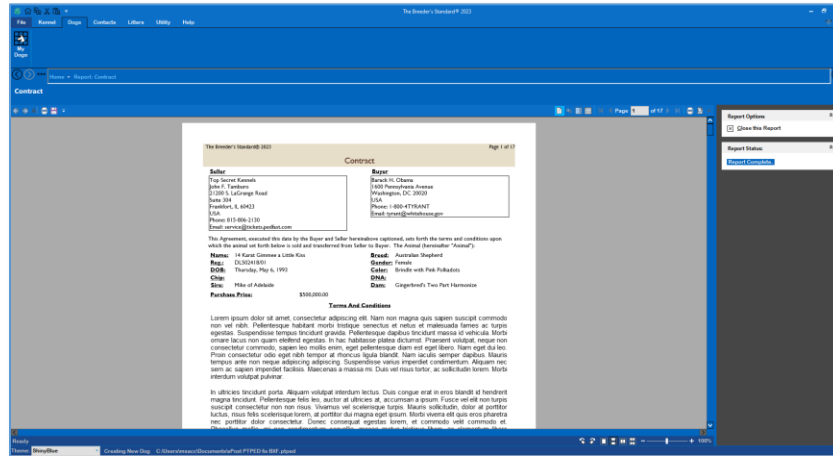 The Breeder's Standard® 2023
File Kennel Dogs Contacts Litters Utility Help
My
Dogs
Home Report: Contract
Contract
Page 1 of 17
Report Options
Close this Report
Report Status:
Report Complete.
The Breeder's Standard® 2023 Page 1 of 17
Contract
Seller Buyer
Top Secret Kennels Barack H. Obama
John F. Tamburo 1600 Pennsylvania Avenue
21200 S. LaGrange Road Washington, DC 20020
Suite 304 USA
Frankfort, IL 60423 Phone: 1-800-4TYRANT
USA Email: tyrant@whitehouse.gov
Phone: 815-806-2130
Email: service@tickets.pedfast.com
This Agreement, executed this date by the Buyer and Seller hereinabove captioned, sets forth the terms and conditions upon
which the animal set forth below is sold and transferred from Seller to Buyer. The Animal (hereinafter "Animal"):
Name: 14 Karat Gimmee a Little Kiss Breed: Australian Shepherd
Reg.: DL502418/01 Gender: Female
DOB: Thursday, May 6, 1993 Color: Brindle with Pink Polkadots
Chip: DNA:
Sire: Mike of Adelaide Dam: Gingerbred's Two Part Harmonize
Purchase Price: $500,000.00
Terms And Conditions
Lorem ipsum dolor sit amet, consectetur adipiscing elit. Nam non magna quis sapien suscipit commodo
non vel nibh. Pellentesque habitant morbi tristique senectus et netus et malesuada fames ac turpis
egestas. Suspendisse tempus tincidunt gravida. Pellentesque dapibus tincidunt massa id vehicula. Morbi
ornare lacus non quam eleifend egestas. In hac habitasse platea dictumst. Praesent volutpat, neque non
consectetur commodo, sapien leo mollis enim, eget pellentesque diam est eget libero. Nam eget dui leo.
Proin consectetur odio eget nibh tempor at rhoncus ligula blandit. Nam iaculis semper dapibus. Mauris
tempus ante non neque adipiscing adipiscing. Suspendisse varius imperdiet condimentum. Aliquam nec
sem ac sapien imperdiet facilisis. Maecenas a massa mi. Duis vel risus tortor, ac sollicitudin lorem. Morbi
interdum volutpat pulvinar.
In ultricies tincidunt porta. Aliquam volutpat interdum lectus. Duis congue erat in eros blandit id hendrerit
magna tincidunt. Pellentesque felis leo, auctor at ultricies at, accumsan a ipsum. Fusce vel elit non turpis
suscipit consectetur non non risus. Vivamus vel scelerisque turpis. Mauris sollicitudin, dolor at porttitor
luctus, risus felis scelerisque lorem, at porttitor dui magna eget ipsum. Morbi viverra elit quis eros pharetra
nec porttitor dolor consectetur. Donec consequat egestas lorem, et commodo velit commodo et.
Ready
100%
Theme: ShinyBlue Creating New Dog